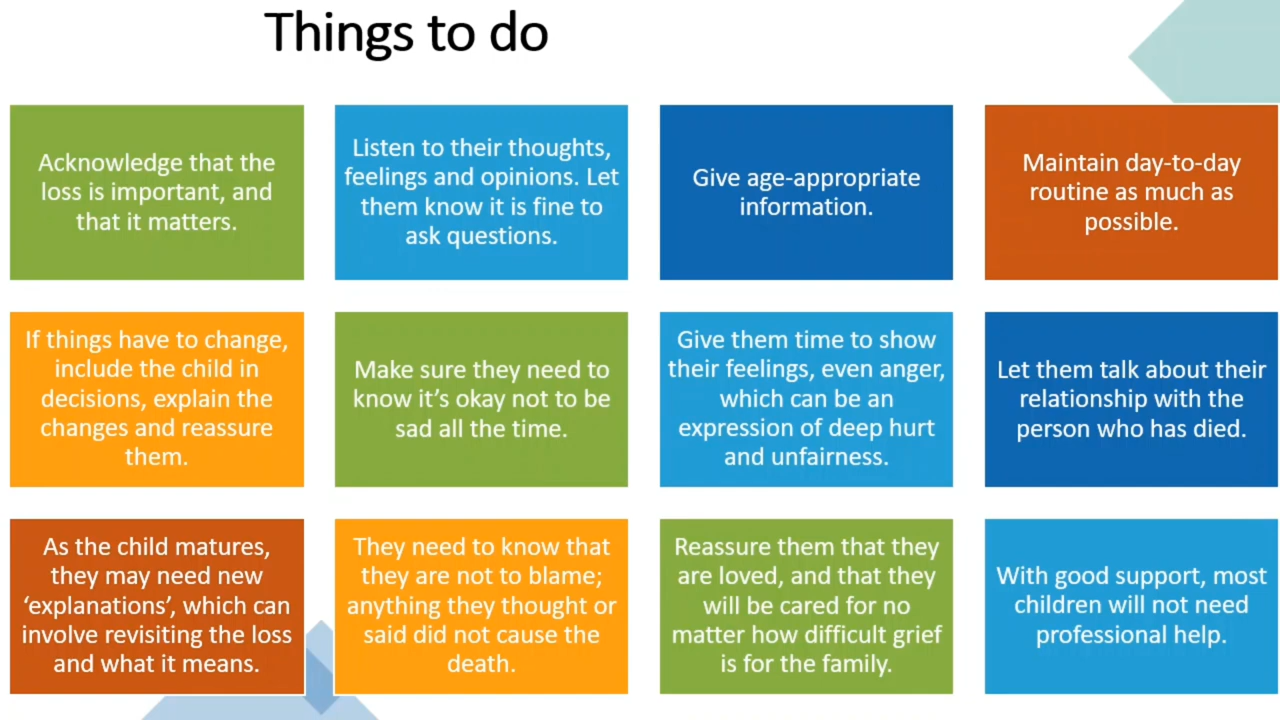 Things to do
Acknowledge that the
loss is important, and
that it matters.
Listen to their thoughts,
feelings and opinions. Let
them know it is fine to
ask questions.
Give age-appropriate
information.
Maintain day-to-day
routine as much as
possible.
If things have to change,
include the child in
decisions, explain the
changes and reassure
them.
Make sure they need to
know it’s okay not to be
sad all the time.
Give them time to show
their feelings, even anger,
which can be an
expression of deep hurt
and unfairness.
Let them talk about their
relationship with the
person who has died.
As the child matures,
they may need new
‘explanations’, which can
involve revisiting the loss
and what it means.
They need to know that
they are not to blame;
anything they thought or
said did not cause the
death.
Reassure them that they
are loved, and that they
will be cared for no
matter how difficult grief
is for the family.
With good support, most
children will not need
professional help.